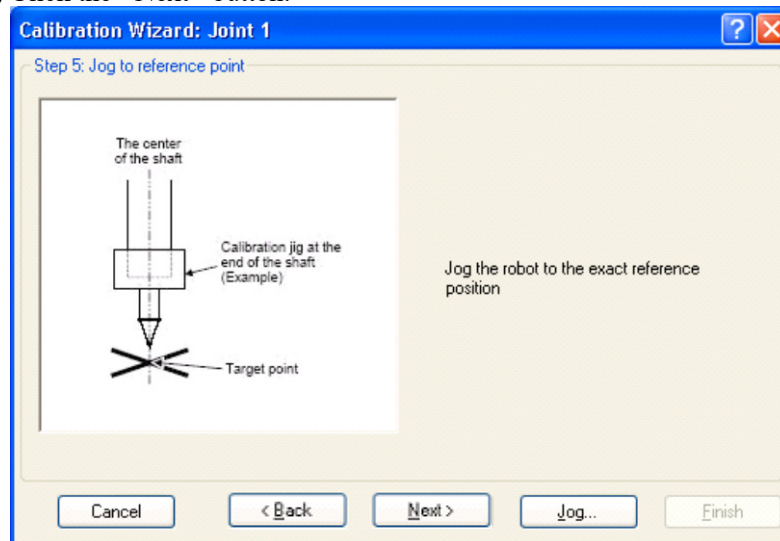 Calibration Wizard: Joint 1
Step 5: Jog to reference point
The center
of the shaft
Calibration jig at the
end of the shaft
(Example)
Target point
Jog the robot to the exact reference
position
Cancel
< Back
Next >
Jog...
Finish